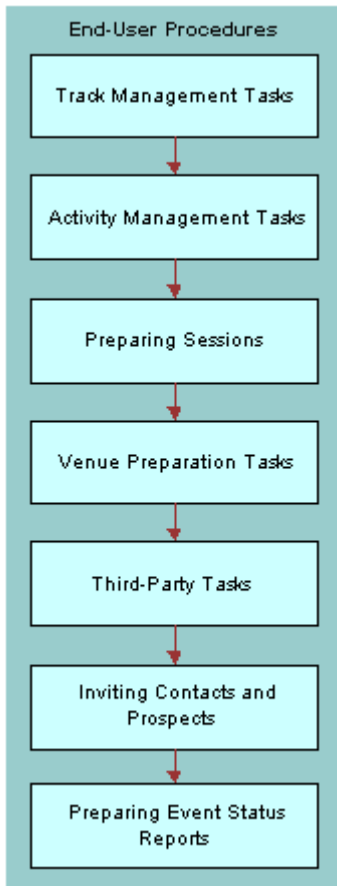 End-User Procedures
Track Management Tasks
Activity Management Tasks
Preparing Sessions
Venue Preparation Tasks
Third-Party Tasks
Inviting Contacts and
Prospects
Preparing Event Status
Reports